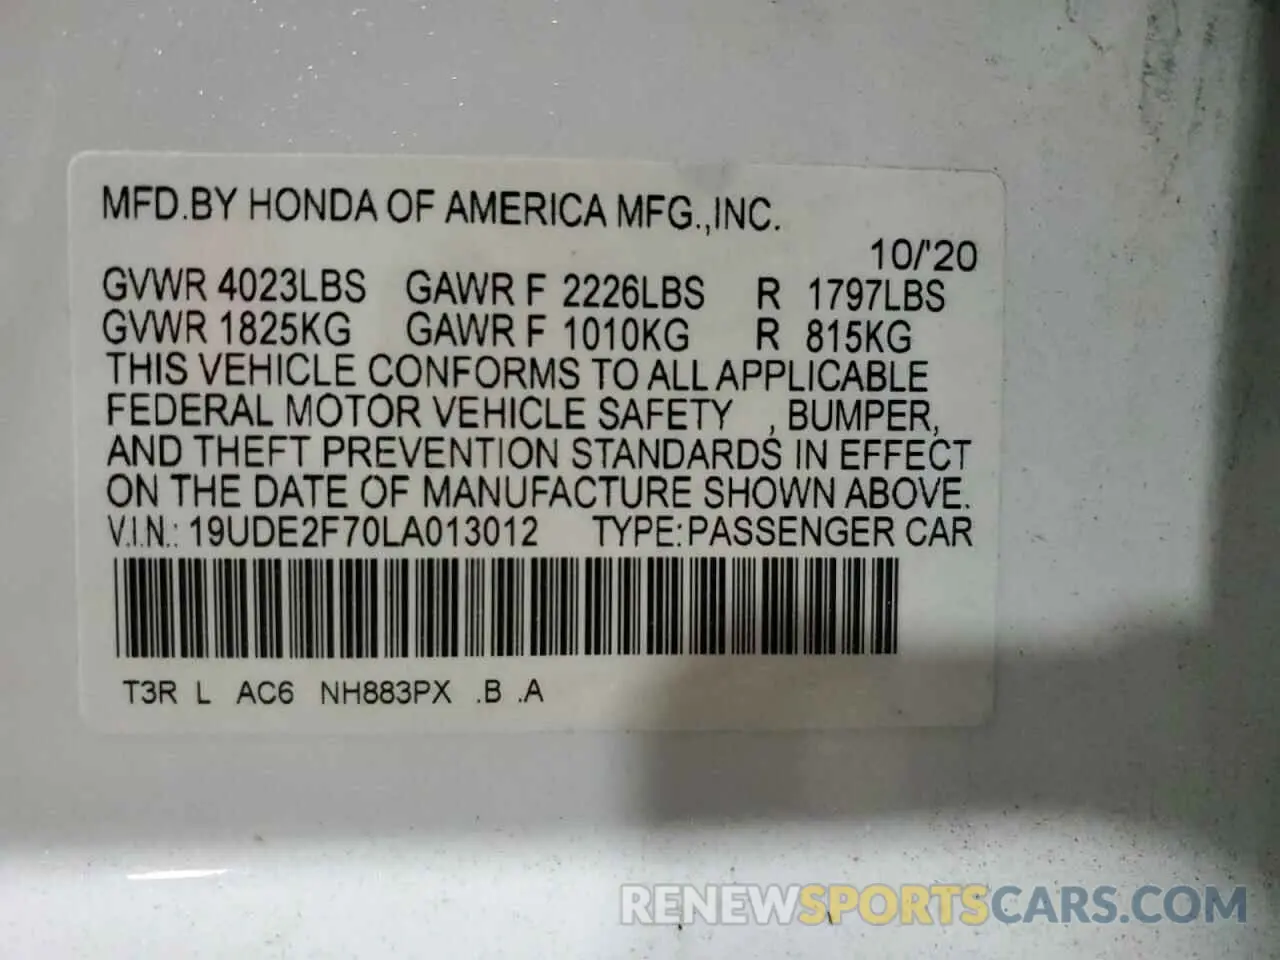 MFD.BY HONDA OF AMERICA MFG.,INC.
10/'20
GVWR 4023LBS GAWR F 2226LBS R 1797LBS
GVWR 1825KG GAWR F 1010KG R 815KG
THIS VEHICLE CONFORMS TO ALL APPLICABLE
FEDERAL MOTOR VEHICLE SAFETY , BUMPER,
AND THEFT PREVENTION STANDARDS IN EFFECT
ON THE DATE OF MANUFACTURE SHOWN ABOVE.
V.I.N.: 19UDE2F70LA013012 TYPE:PASSENGER CAR
T3R L AC6 NH883PX .B .A
RENEWSPORTSCARS.COM